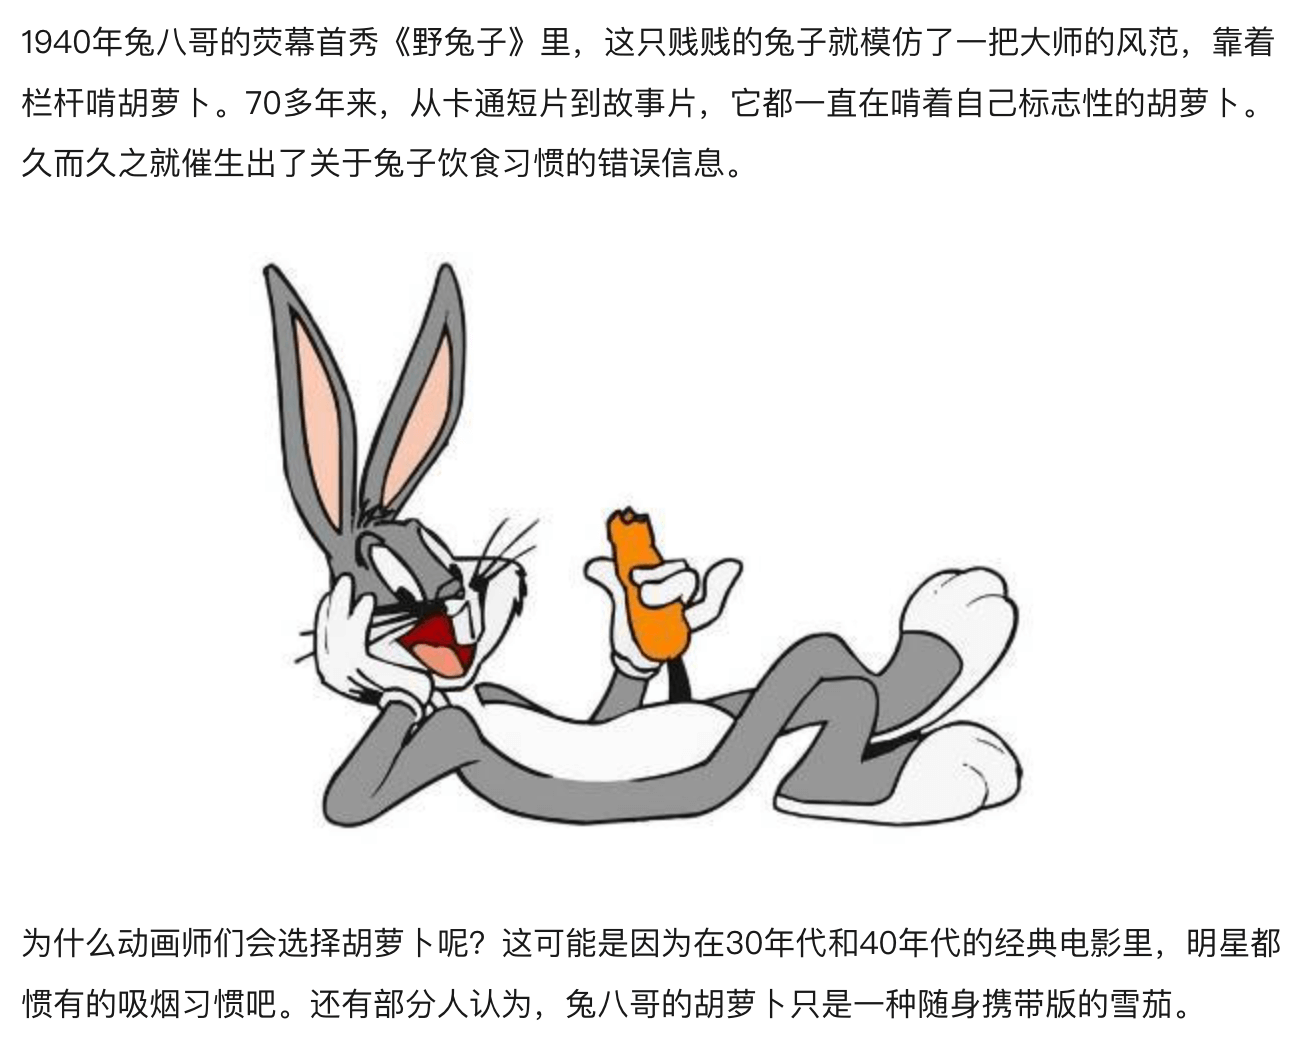 1940年兔八哥的荧幕首秀《野兔子》里，这只贱贱的兔子就模仿了一把大师的风范，靠着
栏杆啃胡萝卜。70多年来，从卡通短片到故事片，它都一直在啃着自己标志性的胡萝卜。
久而久之就催生出了关于兔子饮食习惯的错误信息。
为什么动画师们会选择胡萝卜呢？这可能是因为在30年代和40年代的经典电影里，明星都
惯有的吸烟习惯吧。还有部分人认为，兔八哥的胡萝卜只是一种随身携带版的雪茄。